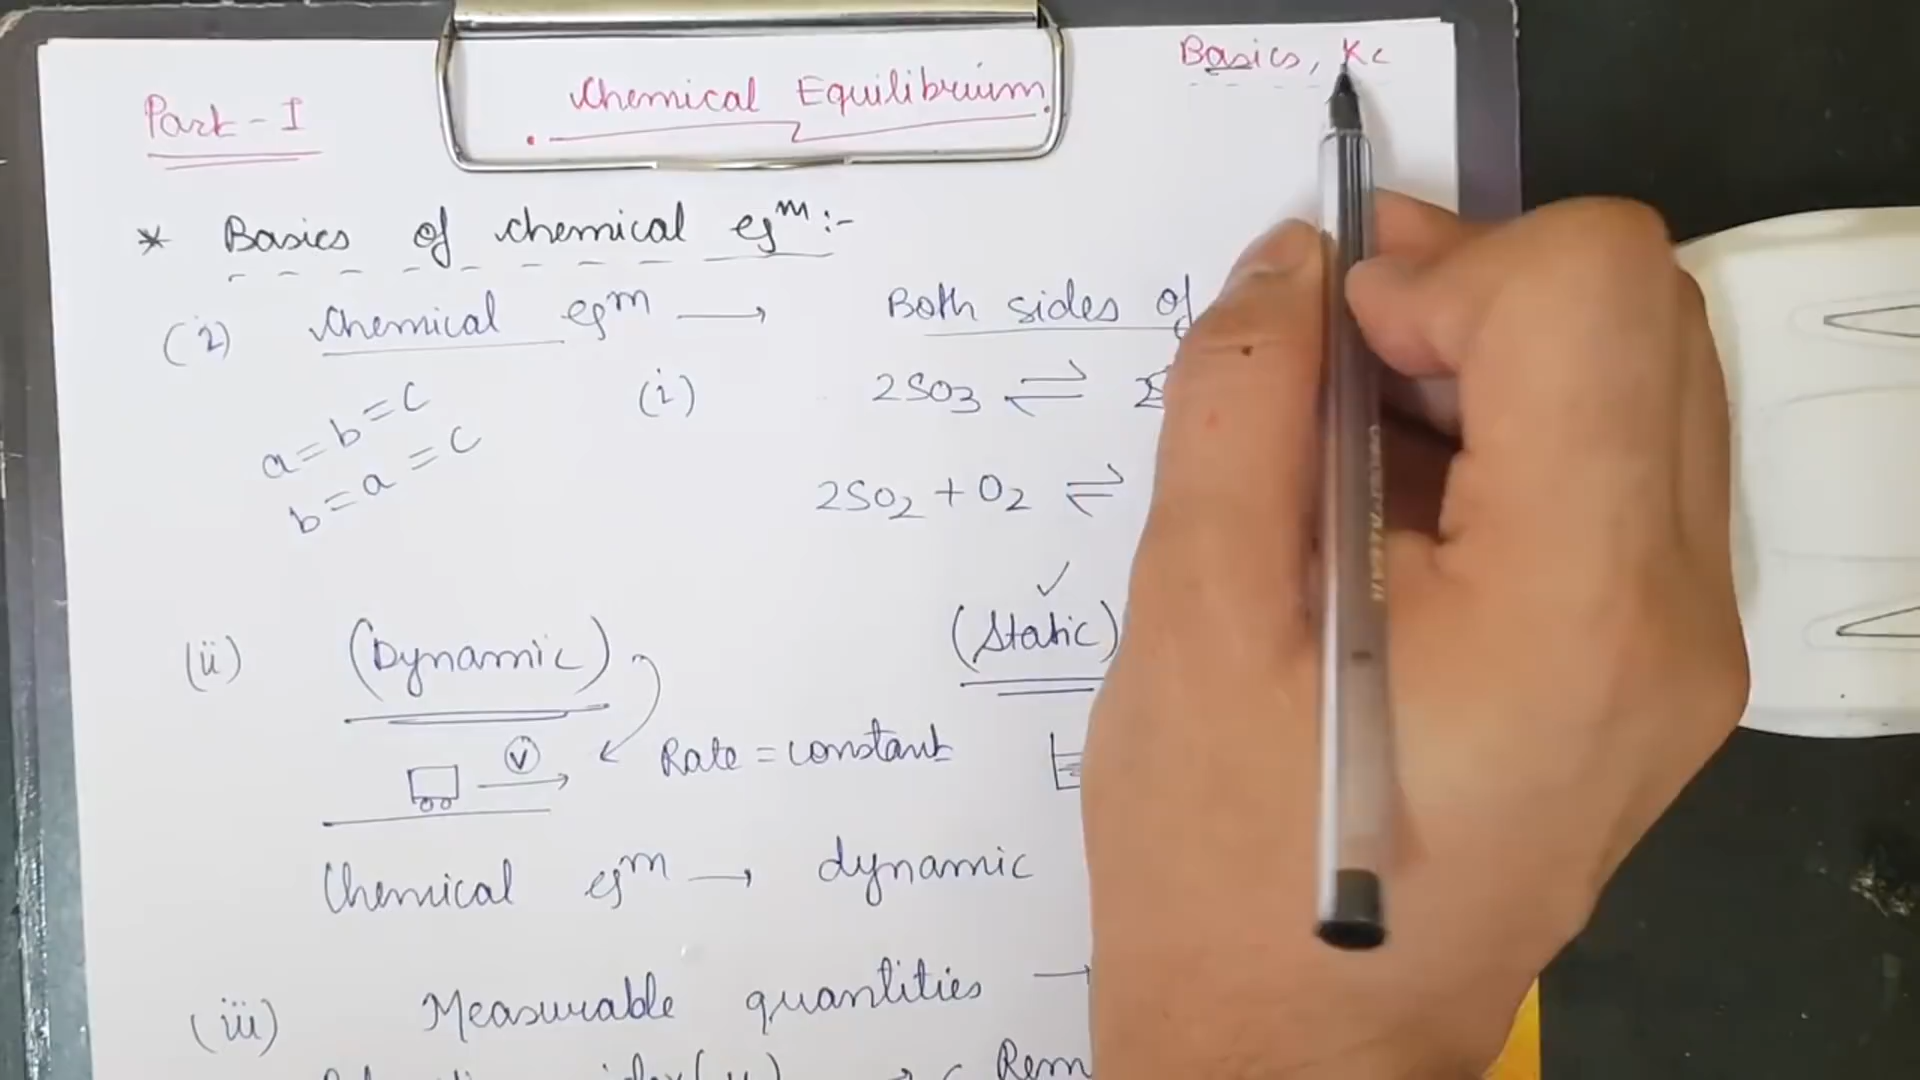 Basics, Kc
Part - I
Chemical Equilibrium
* Basics of chemical eqm :-
(i) Chemical eqm → Both sides of
a = b = c
b = a = c
(i) 2SO3 ⇌ 2
2SO2 + O2 ⇌
(ii) (Dynamic) (Static) ✓
V
Rate = constant
Chemical eqm → dynamic
(iii) Measurable quantities →